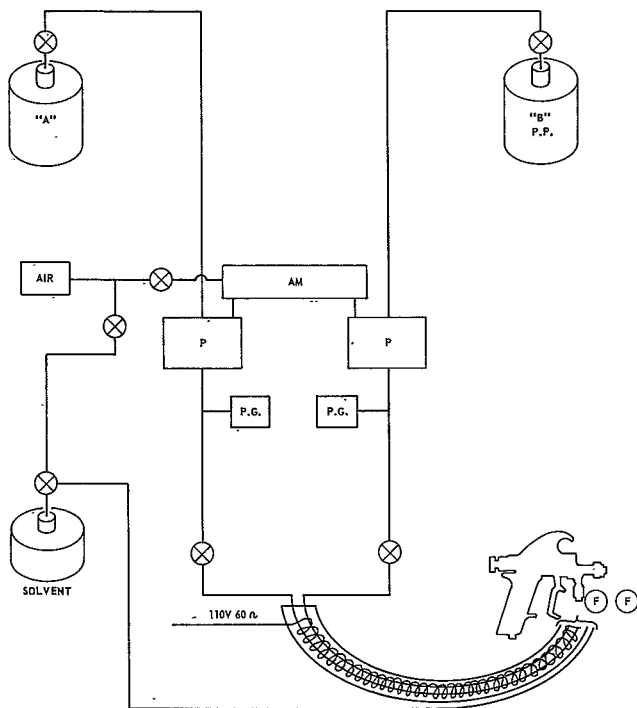 "A"
"B"
P.P.
AIR
AM
P
P
P.G.
P.G.
SOLVENT
110V 60 Ω
F
F